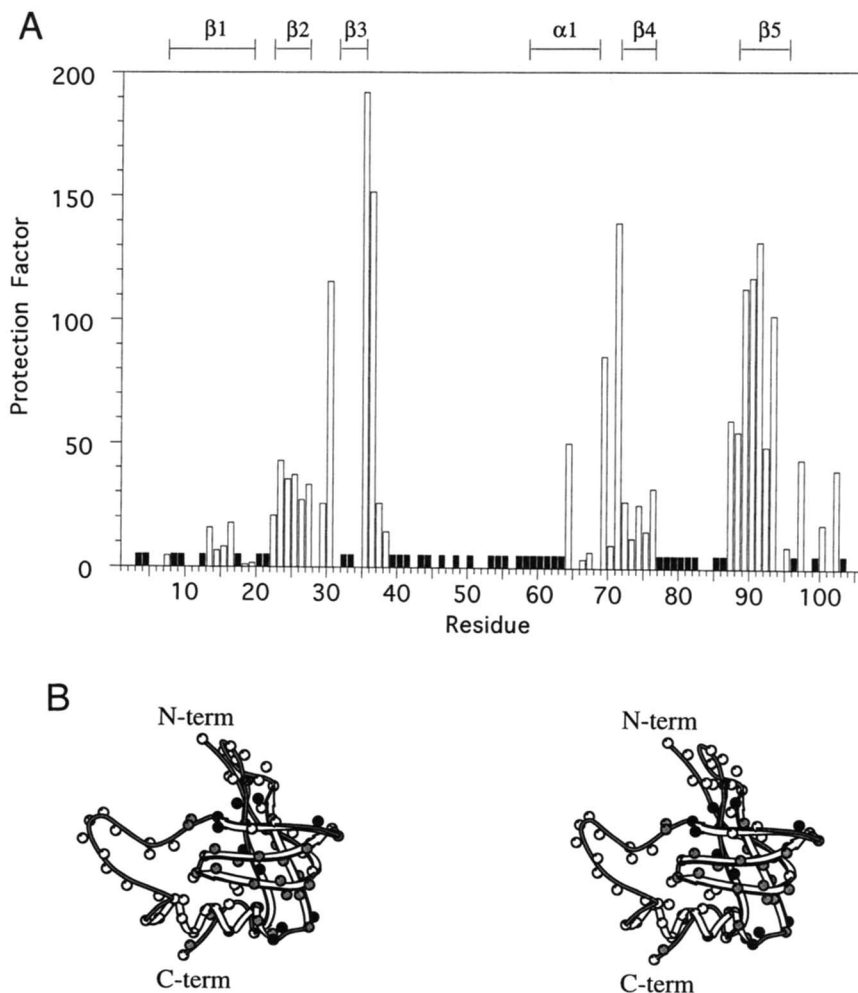 A
β1 β2 β3 α1 β4 β5
200
150
100
50
0
Protection Factor
10 20 30 40 50 60 70 80 90 100
Residue
B
N-term N-term
C-term C-term